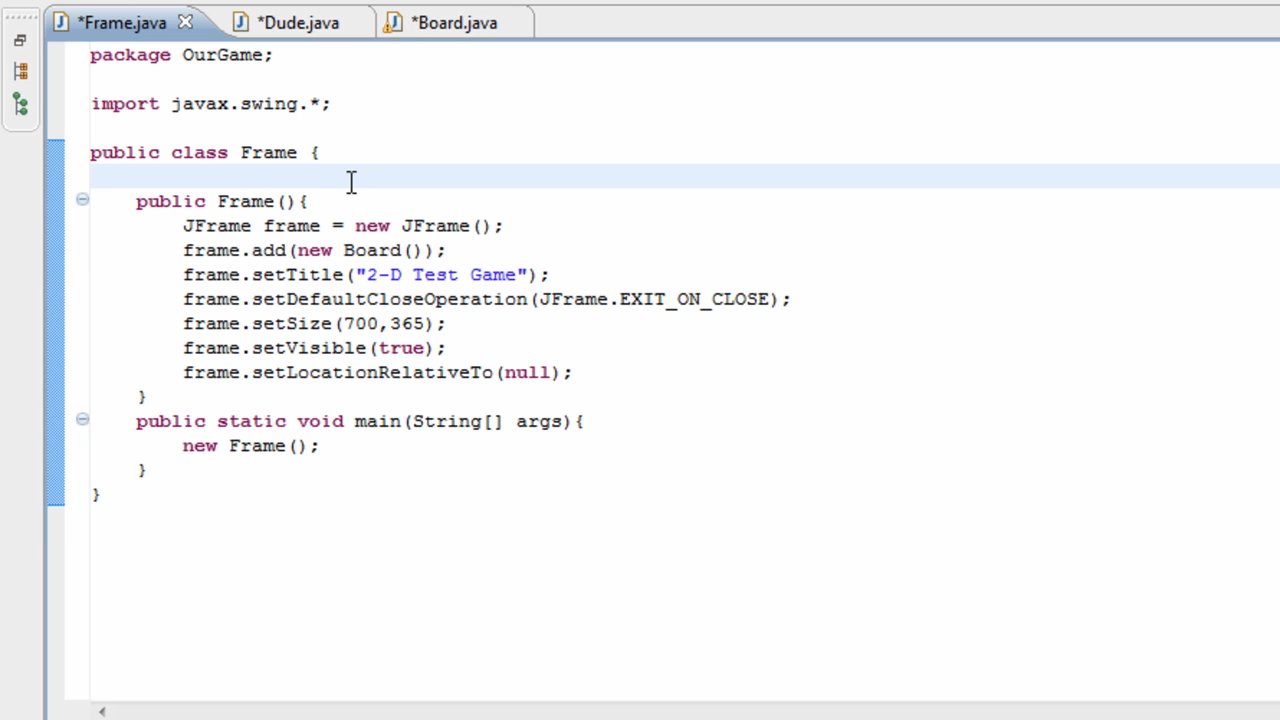 *Frame.java *Dude.java *Board.java
package OurGame;
import javax.swing.*;
public class Frame {
public Frame(){
JFrame frame = new JFrame();
frame.add(new Board());
frame.setTitle("2-D Test Game");
frame.setDefaultCloseOperation(JFrame.EXIT_ON_CLOSE);
frame.setSize(700,365);
frame.setVisible(true);
frame.setLocationRelativeTo(null);
}
public static void main(String[] args){
new Frame();
}
}